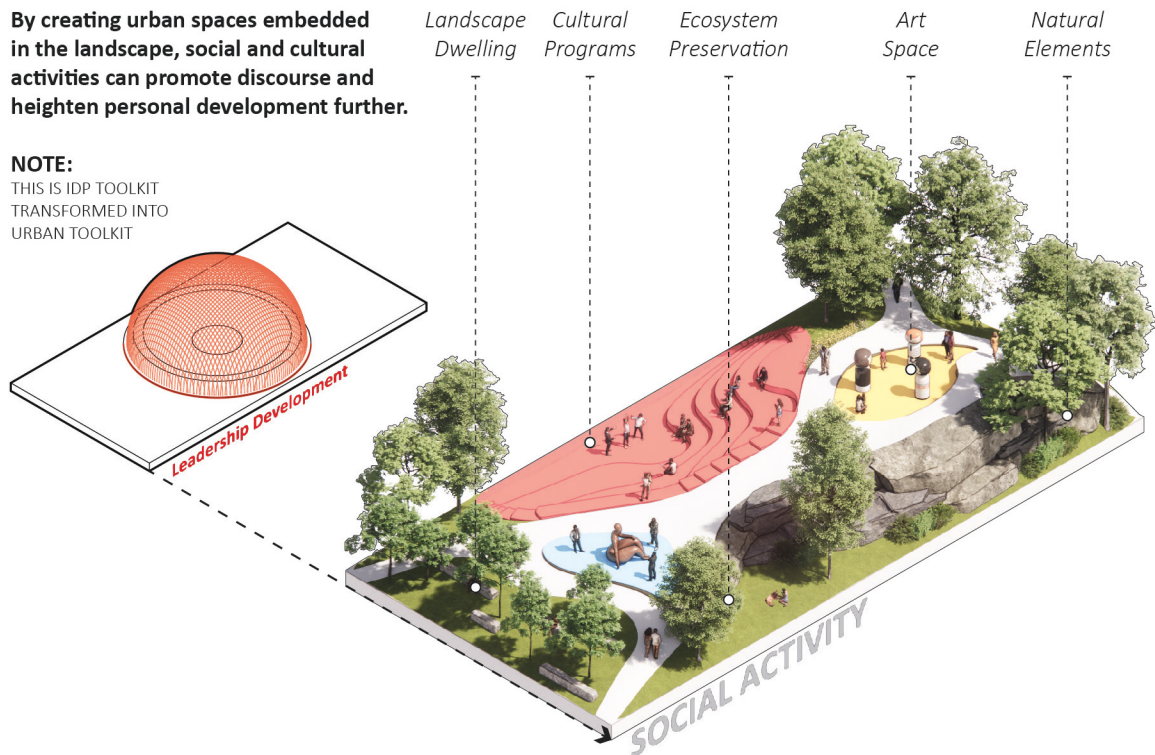 By creating urban spaces embedded
in the landscape, social and cultural
activities can promote discourse and
heighten personal development further.
NOTE:
THIS IS IDP TOOLKIT
TRANSFORMED INTO
URBAN TOOLKIT
Landscape
Dwelling
Cultural
Programs
Ecosystem
Preservation
Art
Space
Natural
Elements
Leadership Development
SOCIAL ACTIVITY